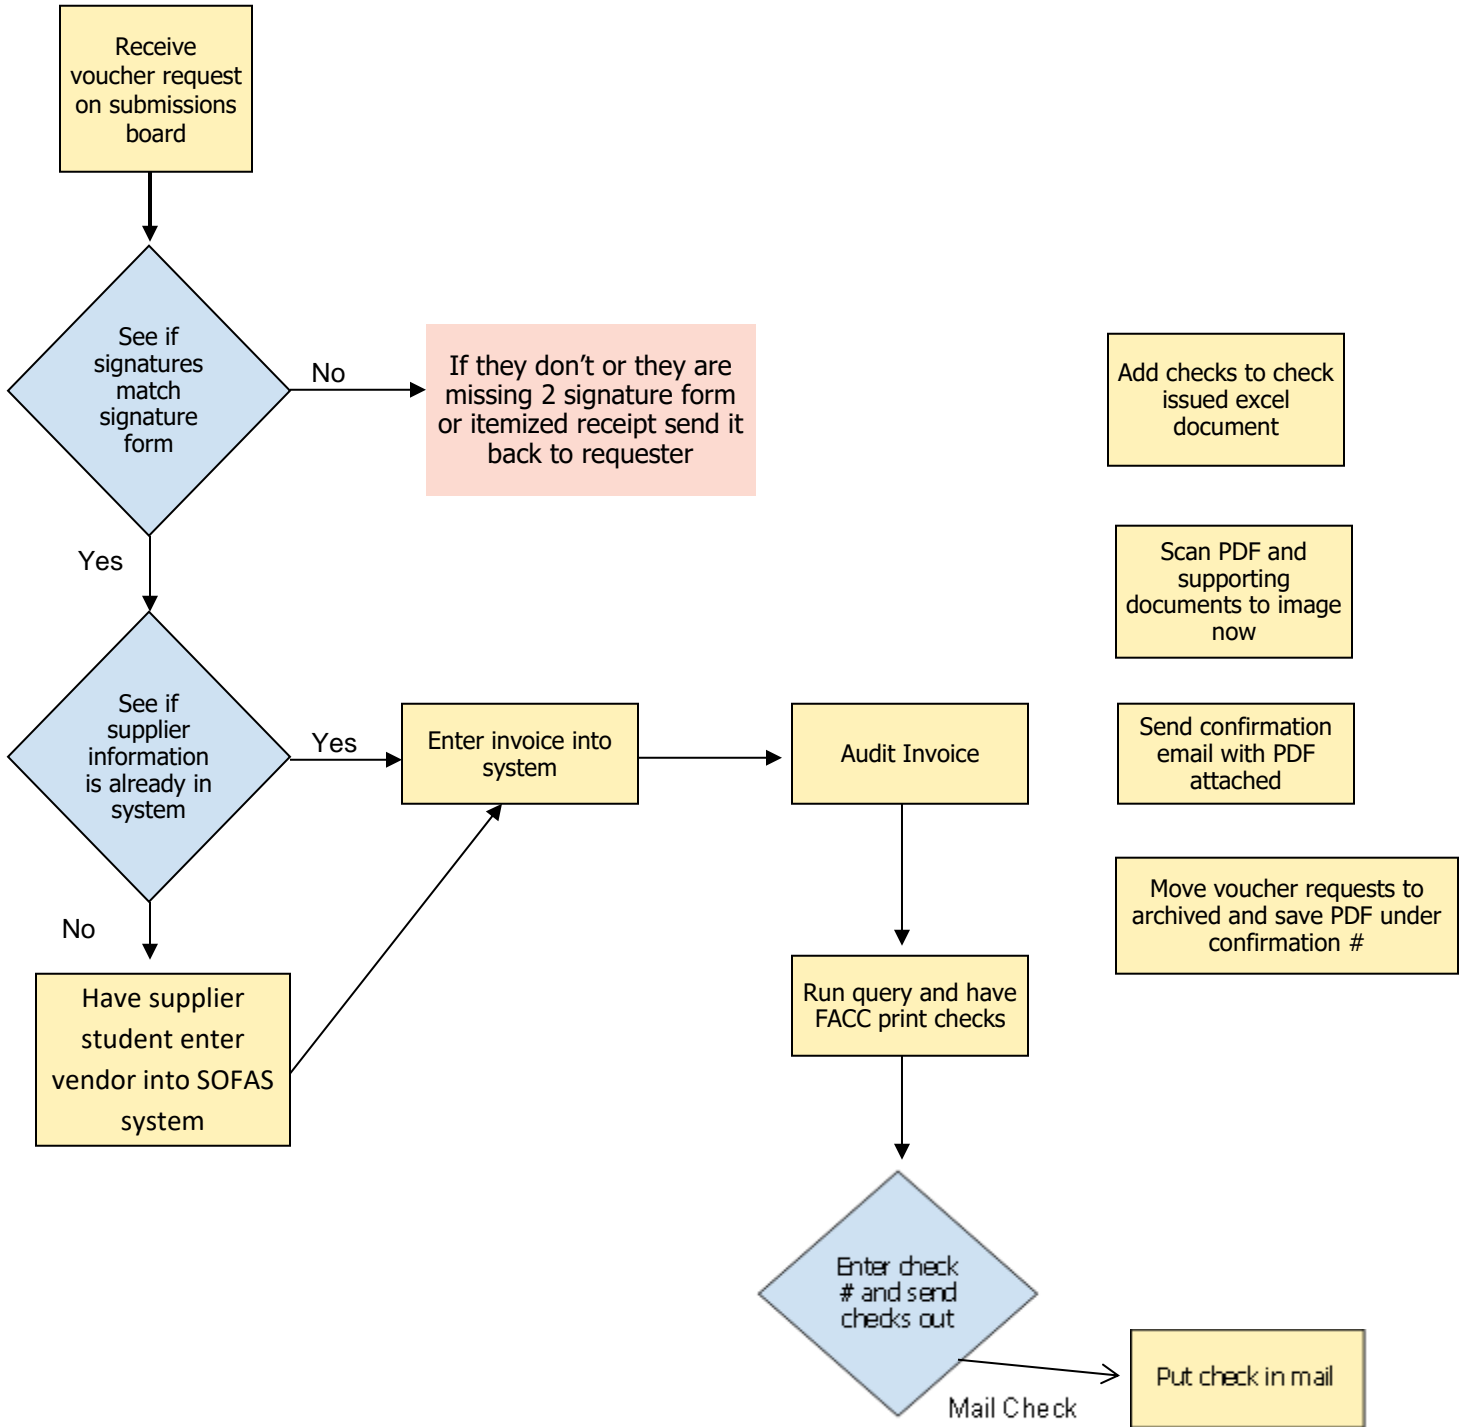 Receive
voucher request
on submissions
board
See if
signatures
match
signature
form
No
If they don’t or they are
missing 2 signature form
or itemized receipt send it
back to requester
Yes
See if
supplier
information
is already in
system
Yes
Enter invoice into
system
Audit Invoice
No
Have supplier
student enter
vendor into SOFAS
system
Run query and have
FACC print checks
Enter check
# and send
checks out
Mail Check
Put check in mail
Add checks to check
issued excel
document
Scan PDF and
supporting
documents to image
now
Send confirmation
email with PDF
attached
Move voucher requests to
archived and save PDF under
confirmation #